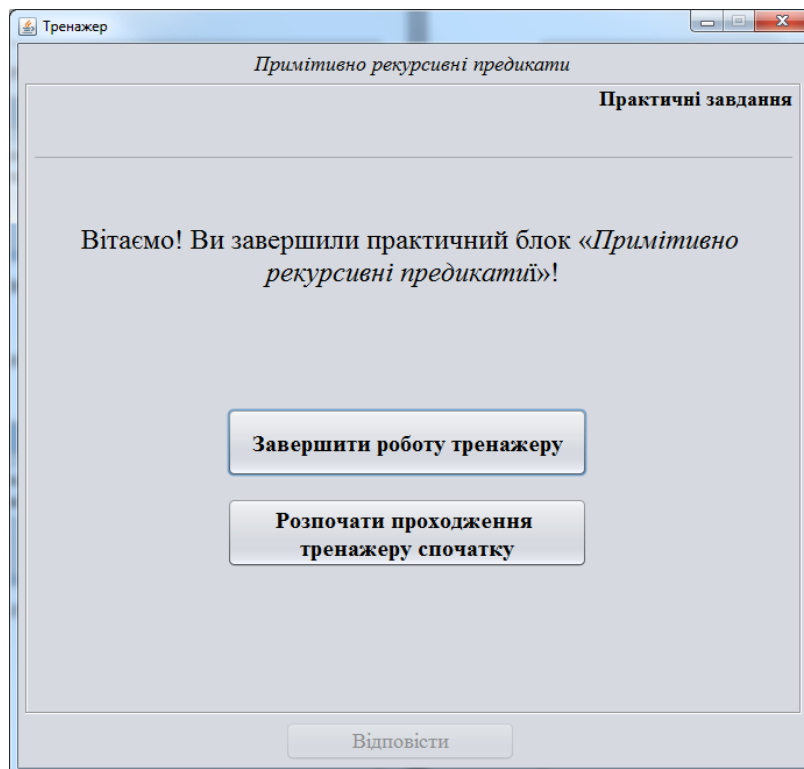 Тренажер
Примітивно рекурсивні предикати
Практичні завдання
Вітаємо! Ви завершили практичний блок «Примітивно
рекурсивні предикатиї»!
Завершити роботу тренажеру
Розпочати проходження
тренажеру спочатку
Відповісти